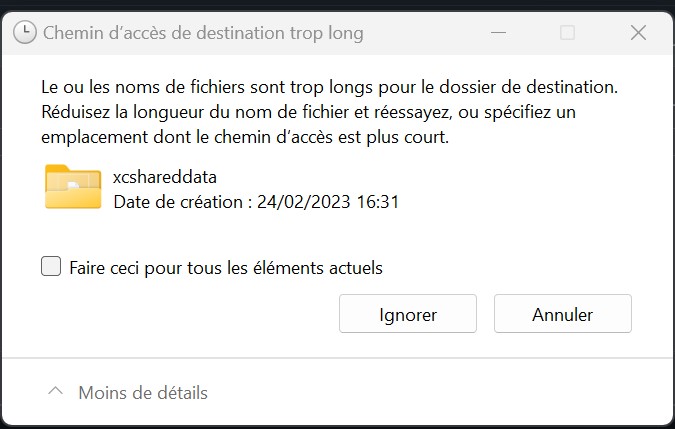 Chemin d’accès de destination trop long
Le ou les noms de fichiers sont trop longs pour le dossier de destination.
Réduisez la longueur du nom de fichier et réessayez, ou spécifiez un
emplacement dont le chemin d’accès est plus court.
xcshareddata
Date de création : 24/02/2023 16:31
Faire ceci pour tous les éléments actuels
Ignorer
Annuler
Moins de détails